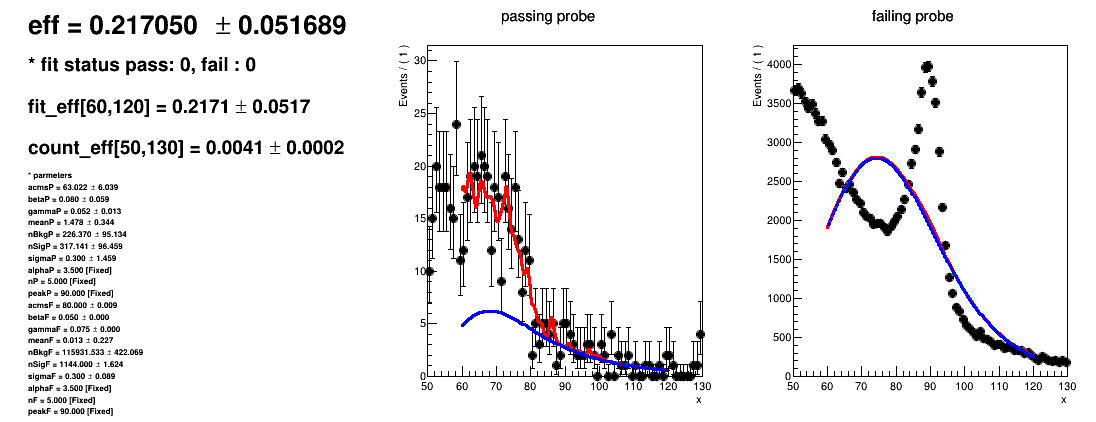 eff = 0.217050 ± 0.051689
* fit status pass: 0, fail : 0
fit_eff[60,120] = 0.2171 ± 0.0517
count_eff[50,130] = 0.0041 ± 0.0002
* parmeters
acmsP = 63.022 ± 6.039
betaP = 0.080 ± 0.059
gammaP = 0.052 ± 0.013
meanP = 1.478 ± 0.344
nBkgP = 226.370 ± 95.134
nSigP = 317.141 ± 96.459
sigmaP = 0.300 ± 1.459
alphaP = 3.500 [Fixed]
nP = 5.000 [Fixed]
peakP = 90.000 [Fixed]
acmsF = 80.000 ± 0.009
betaF = 0.050 ± 0.000
gammaF = 0.075 ± 0.000
meanF = 0.013 ± 0.227
nBkgF = 115931.533 ± 422.069
nSigF = 1144.000 ± 1.624
sigmaF = 0.300 ± 0.089
alphaF = 3.500 [Fixed]
nF = 5.000 [Fixed]
peakF = 90.000 [Fixed]
passing probe
Events / ( 1 )
30
25
20
15
10
5
0
50 60 70 80 90 100 110 120 130
x
failing probe
Events / ( 1 )
4000
3500
3000
2500
2000
1500
1000
500
0
50 60 70 80 90 100 110 120 130
x